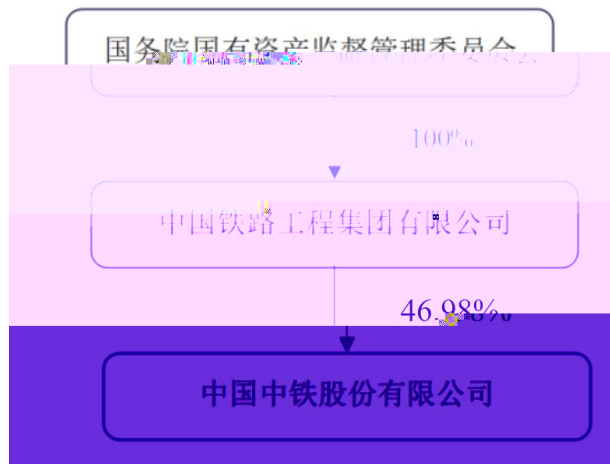 国务院国有资产监督管理委员会
100%
中国铁路工程集团有限公司
46.98%
中国中铁股份有限公司